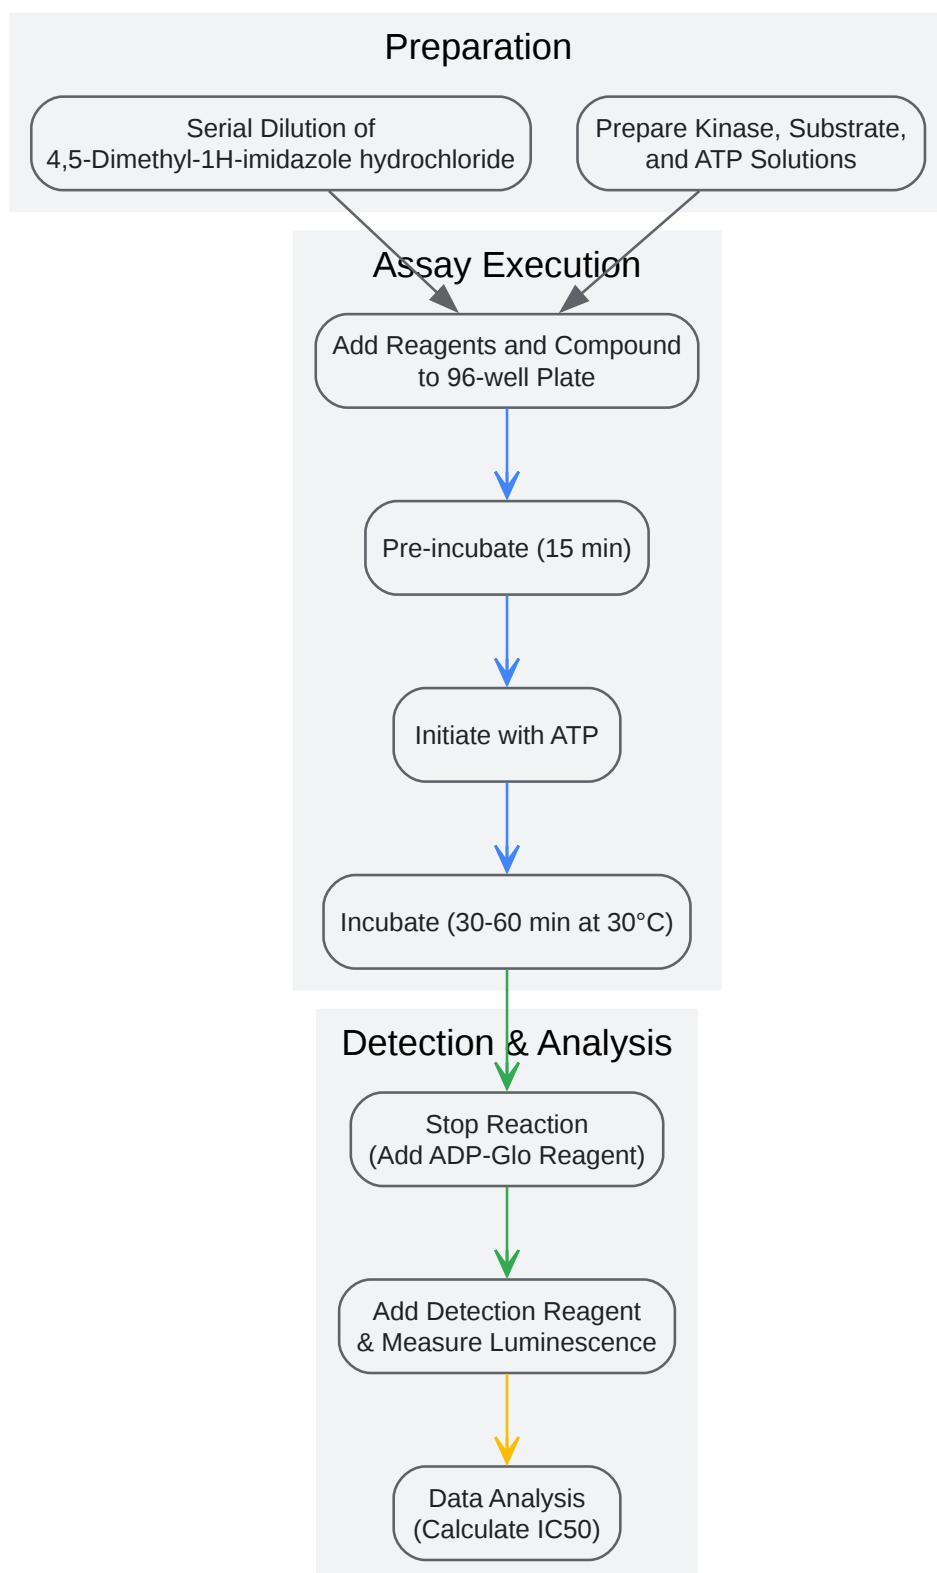 Preparation
Serial Dilution of
4,5-Dimethyl-1H-imidazole hydrochloride
Prepare Kinase, Substrate,
and ATP Solutions
Assay Execution
Add Reagents and Compound
to 96-well Plate
Pre-incubate (15 min)
Initiate with ATP
Incubate (30-60 min at 30°C)
Detection & Analysis
Stop Reaction
(Add ADP-Glo Reagent)
Add Detection Reagent
& Measure Luminescence
Data Analysis
(Calculate IC50)